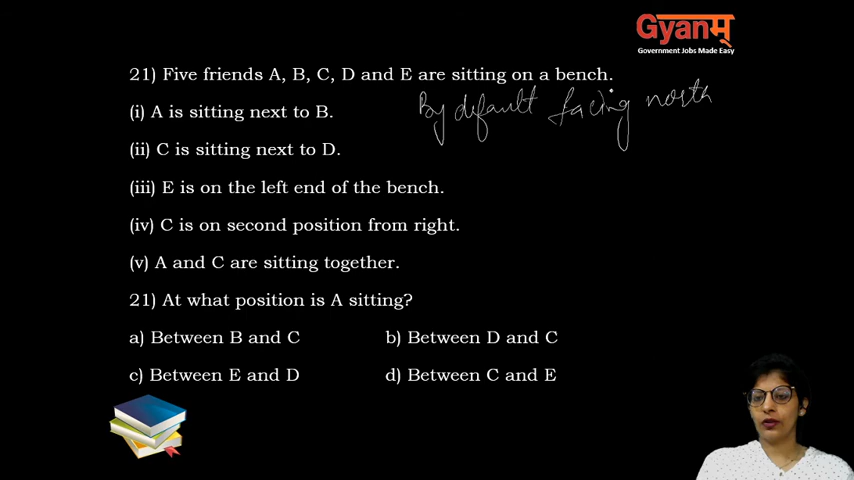 Gyanम्
Government Jobs Made Easy
21) Five friends A, B, C, D and E are sitting on a bench.
By default facing north
(i) A is sitting next to B.
(ii) C is sitting next to D.
(iii) E is on the left end of the bench.
(iv) C is on second position from right.
(v) A and C are sitting together.
21) At what position is A sitting?
a) Between B and C b) Between D and C
c) Between E and D d) Between C and E